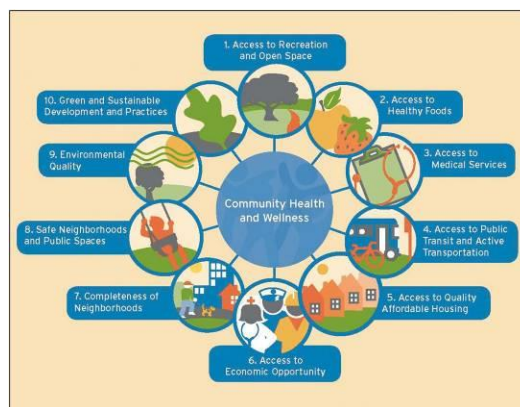 1. Access to Recreation
and Open Space
2. Access to
Healthy Foods
3. Access to
Medical Services
4. Access to Public
Transit and Active
Transportation
5. Access to Quality
Affordable Housing
6. Access to
Economic Opportunity
7. Completeness of
Neighborhoods
8. Safe Neighborhoods
and Public Spaces
9. Environmental
Quality
10. Green and Sustainable
Development and Practices
Community Health
and Wellness